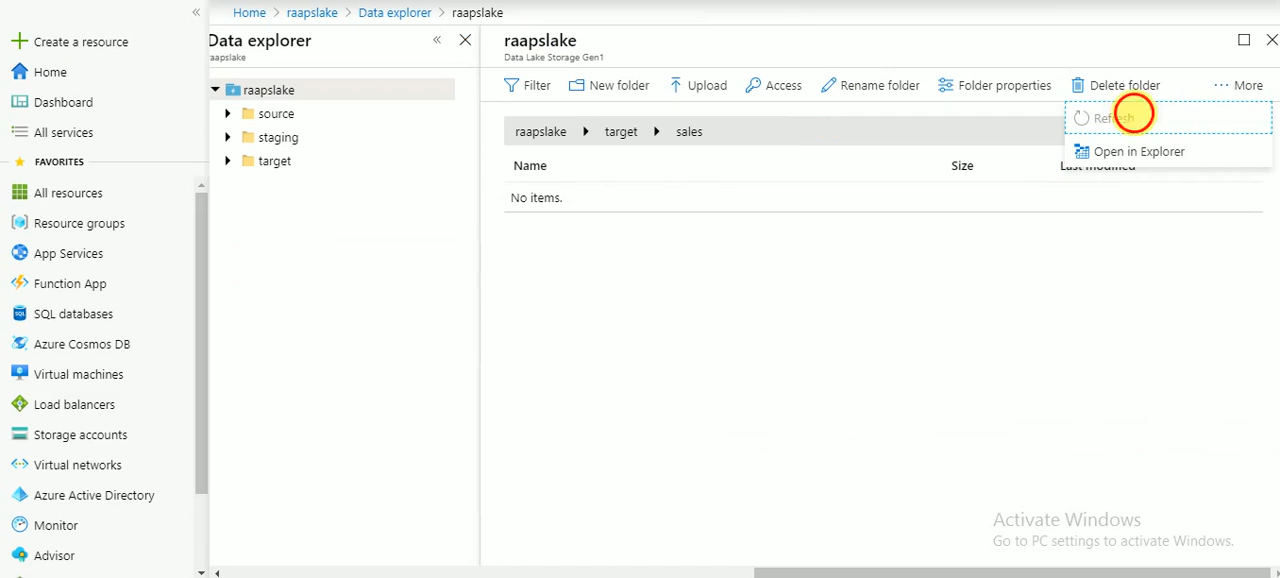 Home > raapslake > Data explorer > raapslake
Create a resource
Home
Dashboard
All services
FAVORITES
All resources
Resource groups
App Services
Function App
SQL databases
Azure Cosmos DB
Virtual machines
Load balancers
Storage accounts
Virtual networks
Azure Active Directory
Monitor
Advisor
Data explorer
raapslake
raapslake
source
staging
target
raapslake
Data Lake Storage Gen1
Filter New folder Upload Access Rename folder Folder properties Delete folder ··· More
Refresh
Open in Explorer
raapslake target sales
Name Size Last modified
No items.
Activate Windows
Go to PC settings to activate Windows.